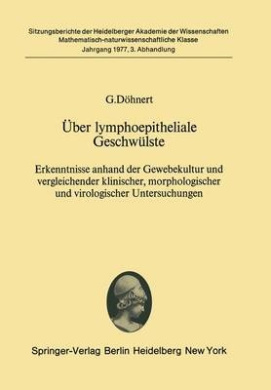 Sitzungsberichte der Heidelberger Akademie der Wissenschaften
Mathematisch-naturwissenschaftliche Klasse
Jahrgang 1977, 3. Abhandlung
G.Döhnert
Über lymphoepitheliale
Geschwülste
Erkenntnisse anhand der Gewebekultur und
vergleichender klinischer, morphologischer
und virologischer Untersuchungen
Springer-Verlag Berlin Heidelberg New York